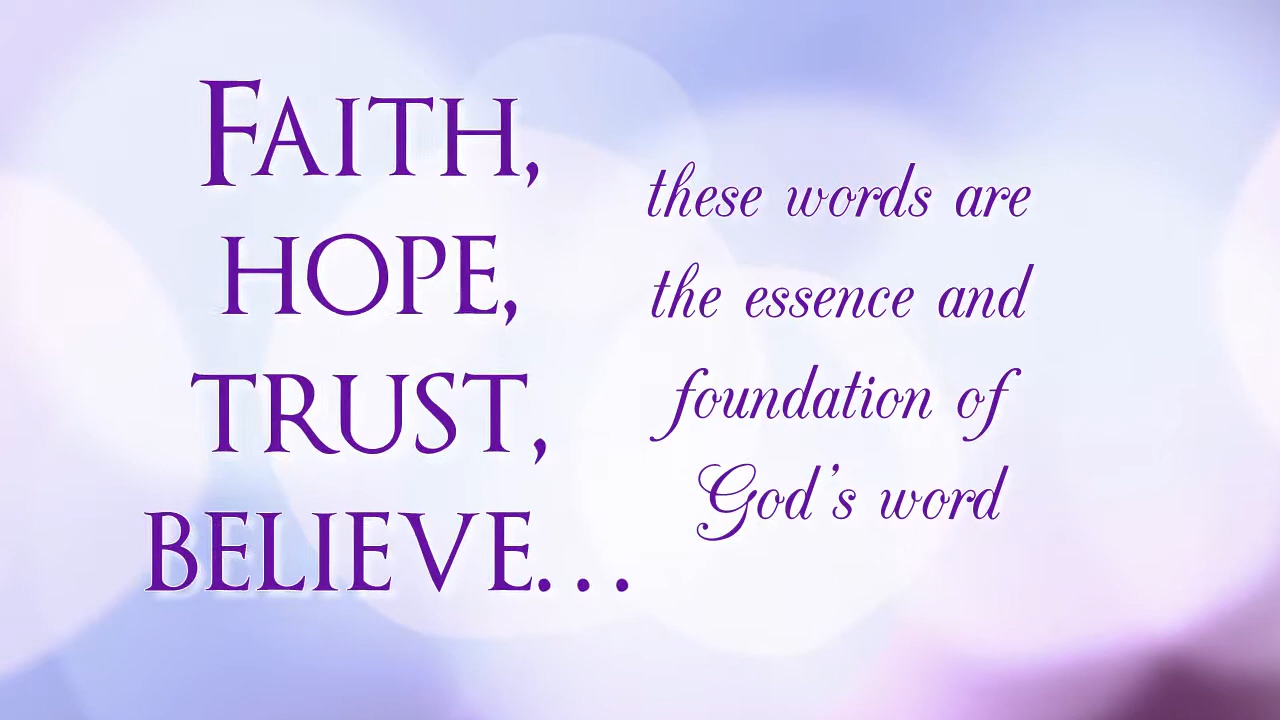 Faith,
hope,
trust,
believe...
these words are
the essence and
foundation of
God's word